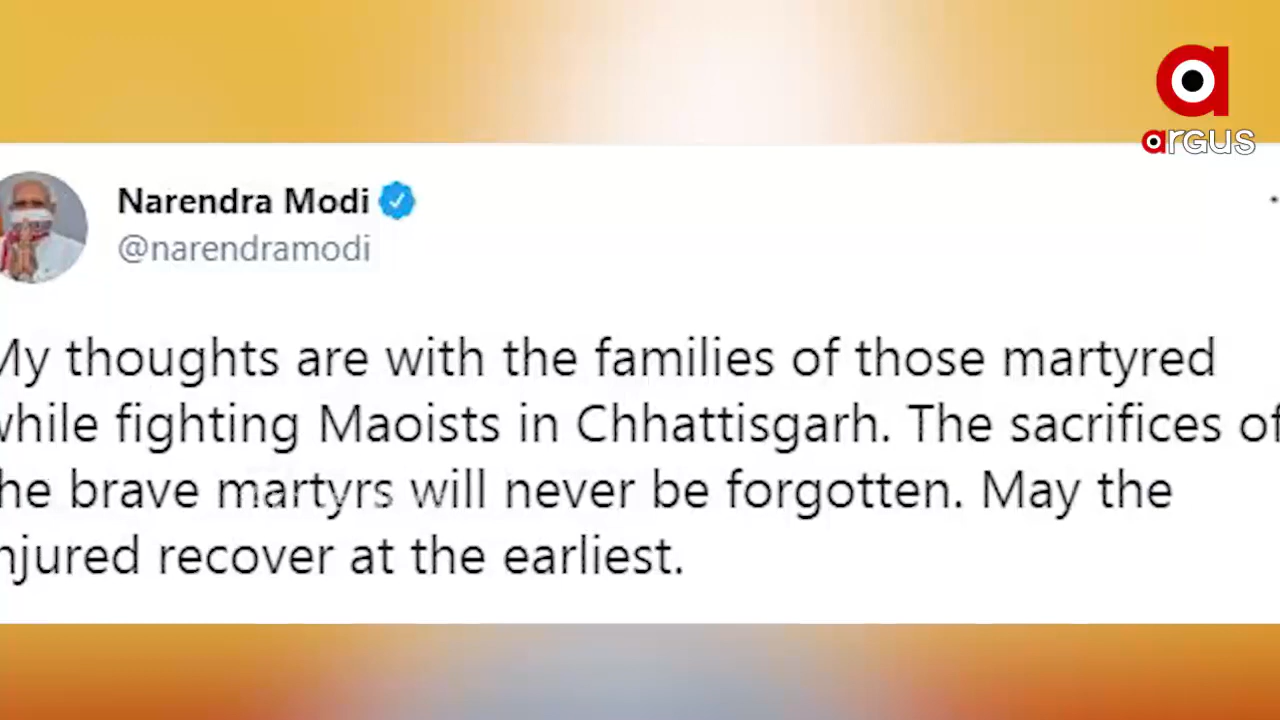 argus
Narendra Modi
@narendramodi
My thoughts are with the families of those martyred
while fighting Maoists in Chhattisgarh. The sacrifices of
the brave martyrs will never be forgotten. May the
injured recover at the earliest.